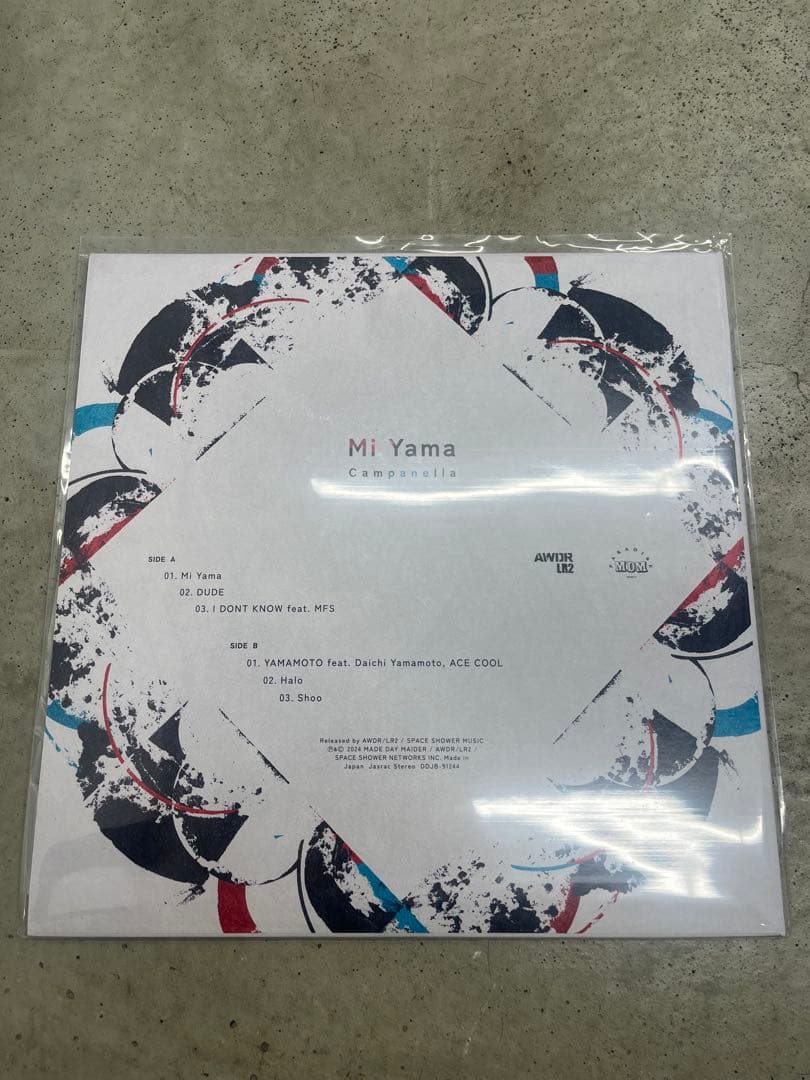 Mi Yama
Campanella
SIDE A
01. Mi Yama
02. DUDE
03. I DONT KNOW feat. MFS
AWDR
LR2
MOM
SIDE B
01. YAMAMOTO feat. Daichi Yamamoto, ACE COOL
02. Halo
03. Shoo
Released by AWDR/LR2 / SPACE SHOWER MUSIC
℗&© 2024 MADE DAY MAIDER / AWDR/LR2 /
SPACE SHOWER NETWORKS INC. Made in
Japan Jasrac Stereo DDJB-91244